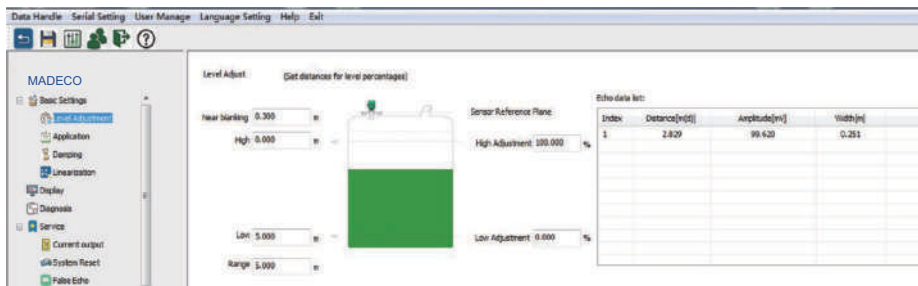 Data Handle Serial Setting User Manage Language Setting Help Exit
MADECO
Basic Settings
Level Adjustment
Application
Damping
Linearization
Display
Diagnosis
Service
Current output
System Reset
False Echo
Level Adjust (Set distances for level percentages)
Near blanking 0.300 m
High 0.000 m
Low 5.000 m
Range 5.000 m
Sensor Reference Plane
High Adjustment 100.000 %
Low Adjustment 0.000 %
Echo data list:
Index Distance[m(d)] Amplitude[mV] Width[m]
1 2.829 99.620 0.251